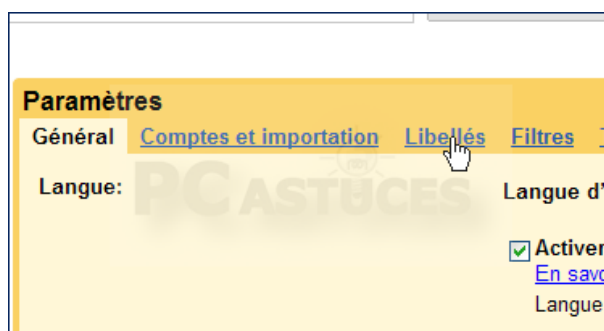 Paramètres
Général Comptes et importation Libellés Filtres
Langue:
PC ASTUCES
Langue d'
Activer
En savo
Langue